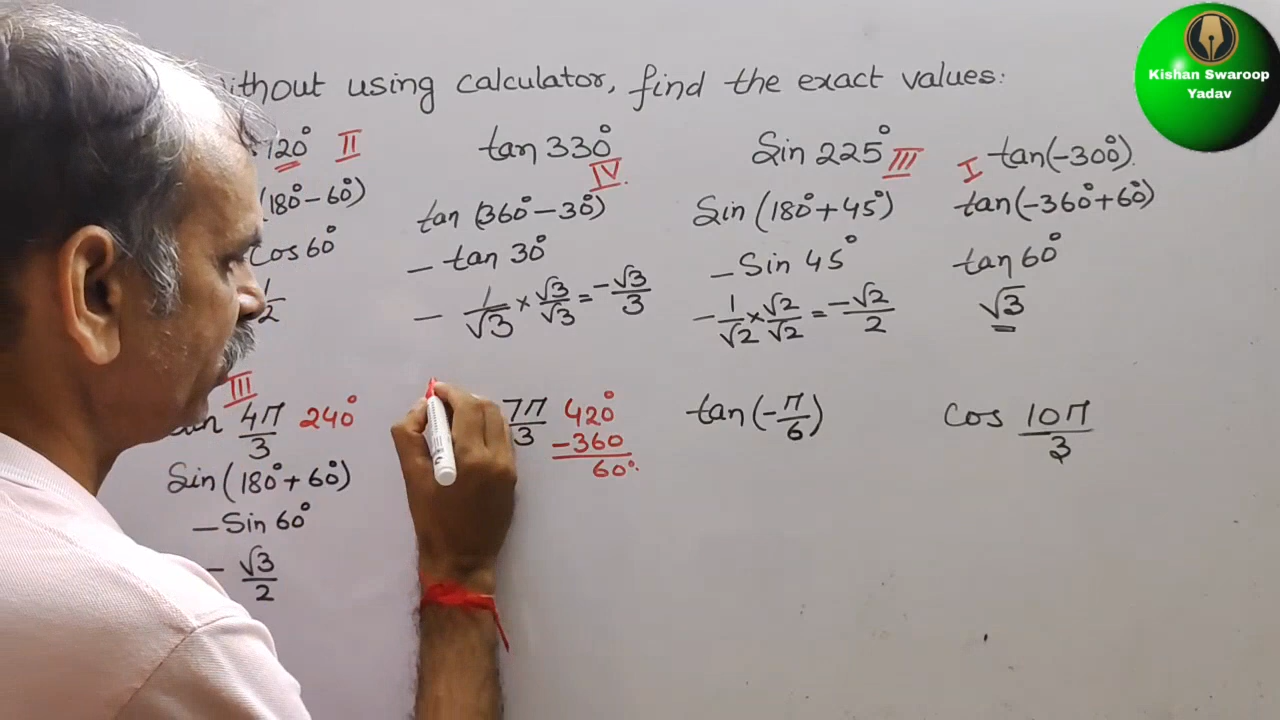 ithout using calculator, find the exact values:
120° II
(180°-60°)
cos 60°
1/2
tan 330°
IV
tan (360°-30°)
- tan 30°
- 1/√3 × √3/√3 = -√3/3
Sin 225° III
Sin (180°+45°)
- Sin 45°
- 1/√2 × √2/√2 = -√2/2
I tan(-300°).
tan(-360°+60°)
tan 60°
√3
III
4π/3 240°
Sin (180°+60°)
- Sin 60°
- √3/2
7π/3 420°
-360
60°.
tan(-π/6)
cos 10π/3
Kishan Swaroop
Yadav